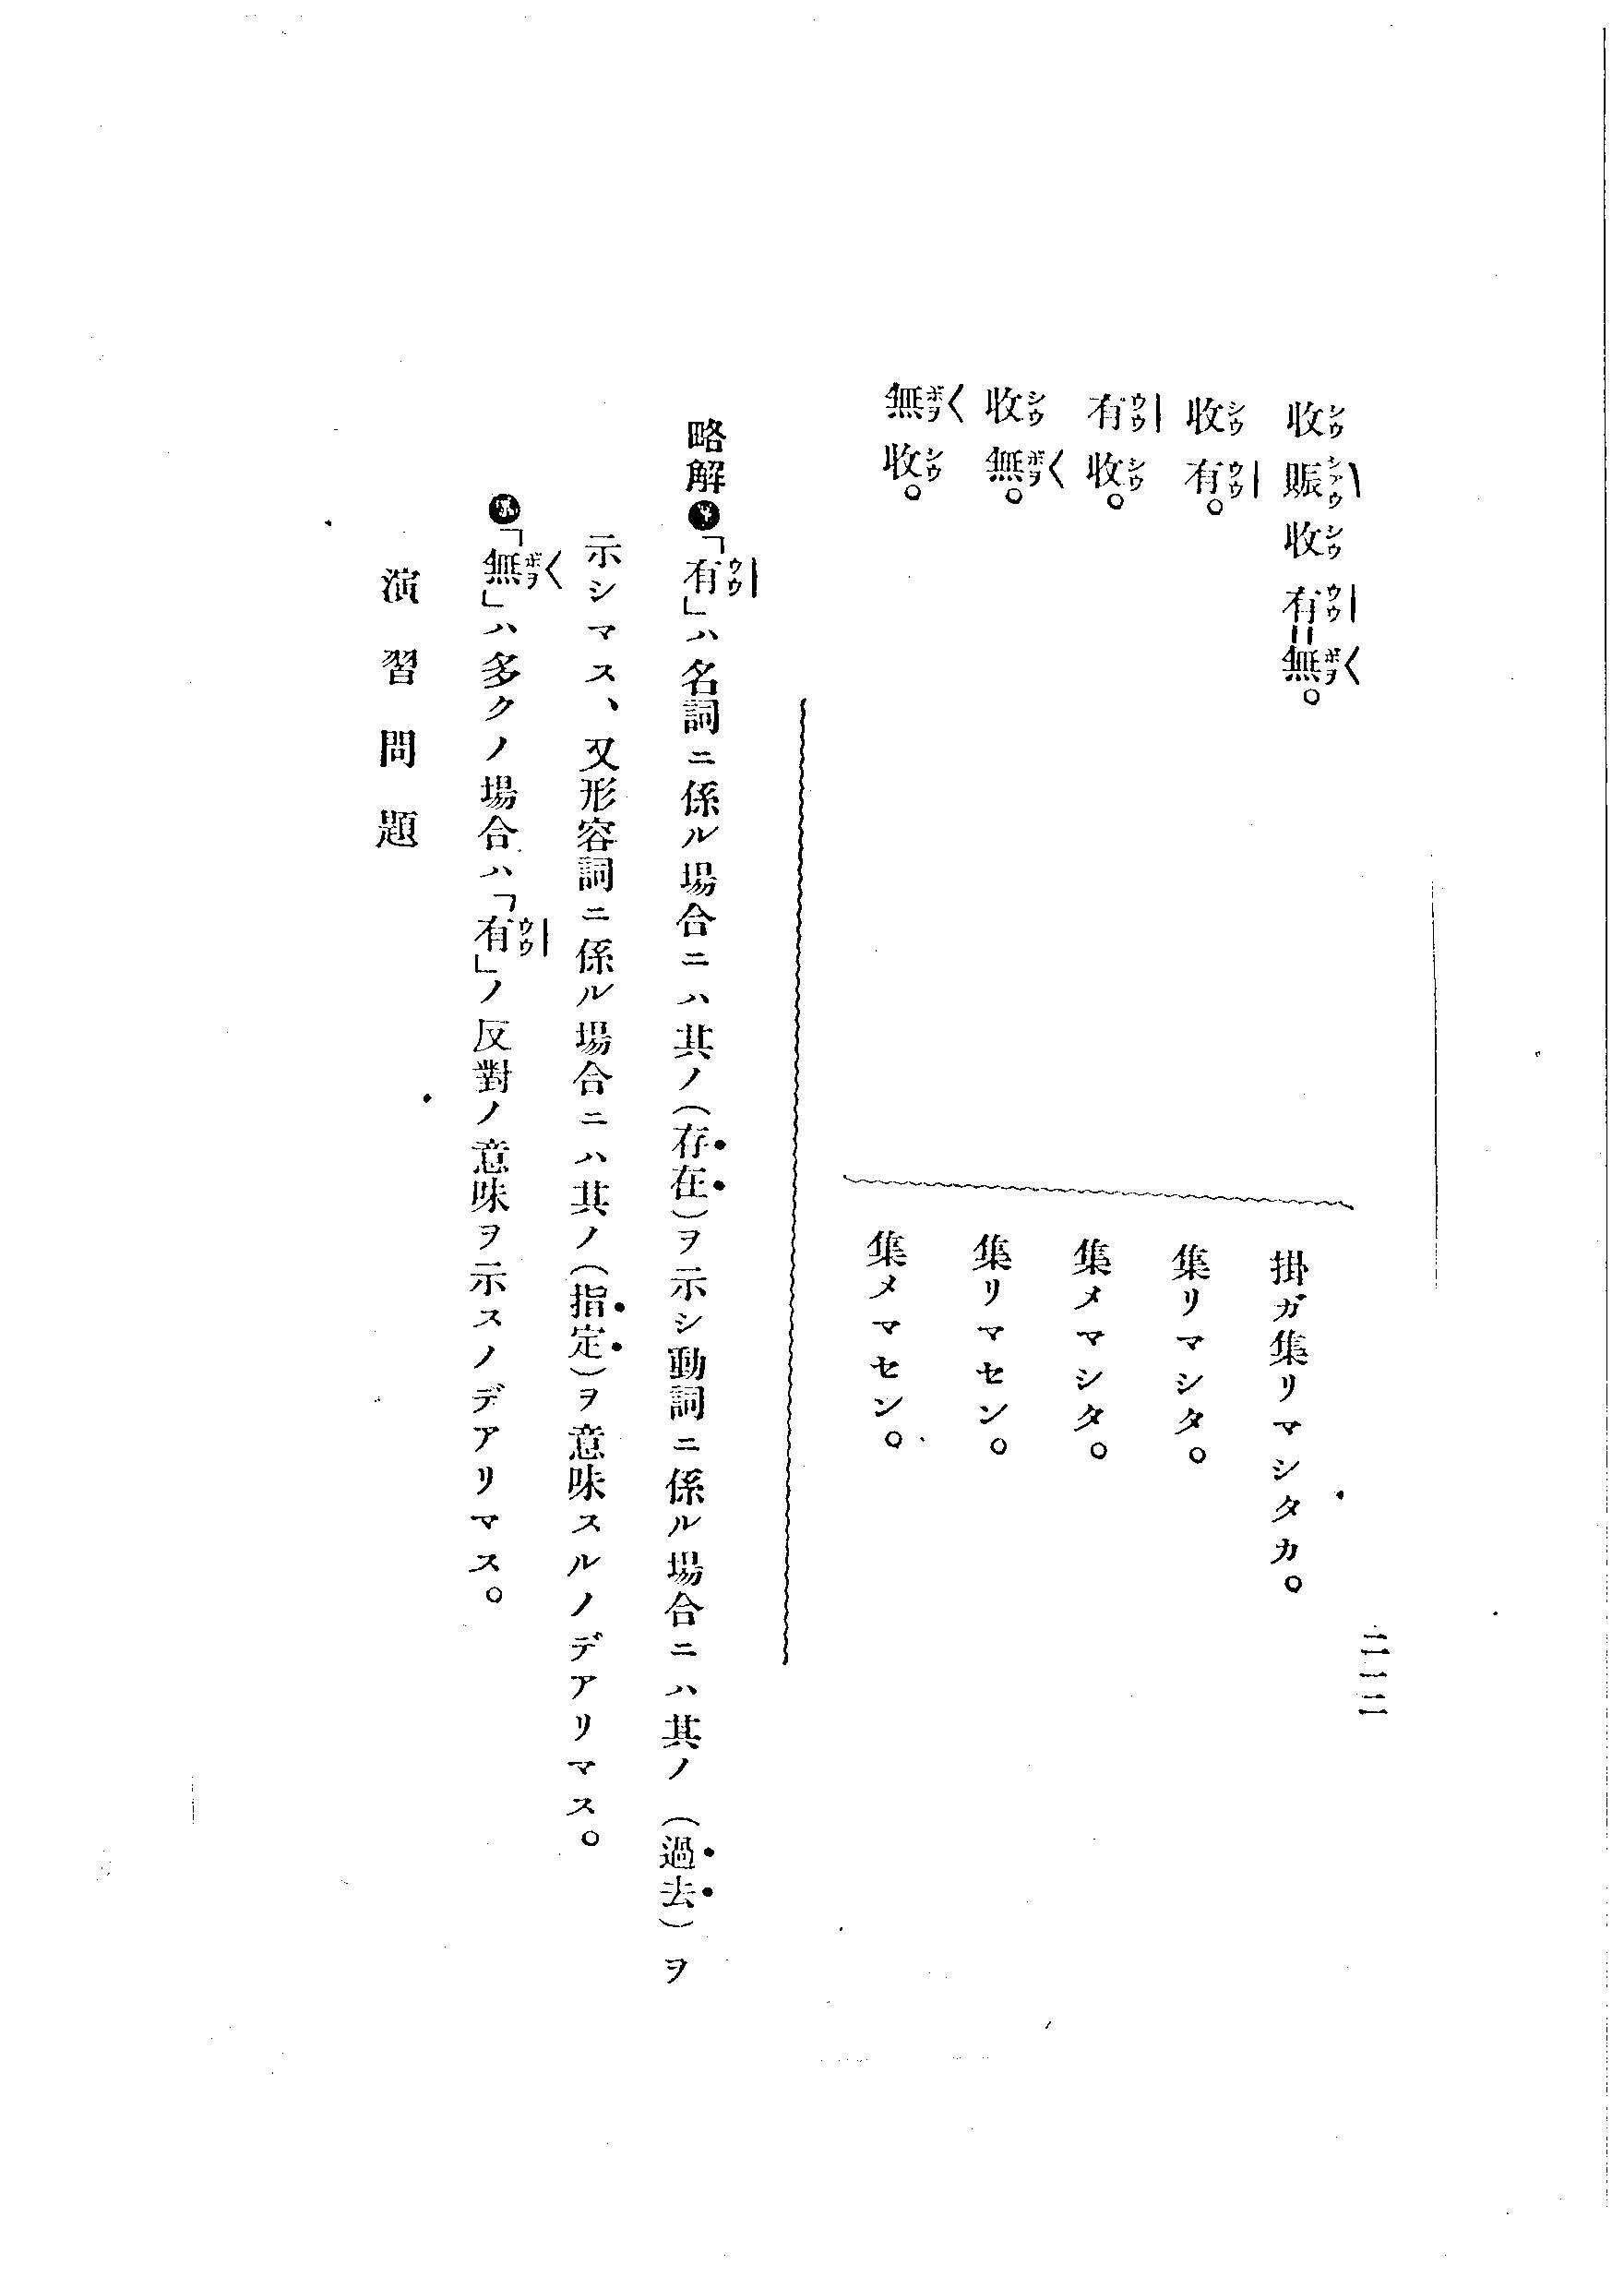 二一二
收賬收有=無。
掛ガ集リマシタカ。
收有。
集リマシタ。
有收。
集メマシタ。
收無。
集リマセン。
無收。
集メマセン。
略解「有」ハ名詞ニ係ル場合ニハ其ノ(存在)ヲ示シ動詞ニ係ル場合ニハ其ノ(過去)ヲ
示シマス、又形容詞ニ係ル場合ニハ其ノ(指定)ヲ意味スルノデアリマス。
「無」ハ多クノ場合ハ「有」ノ反對ノ意味ヲ示スノデアリマス。
演習問題